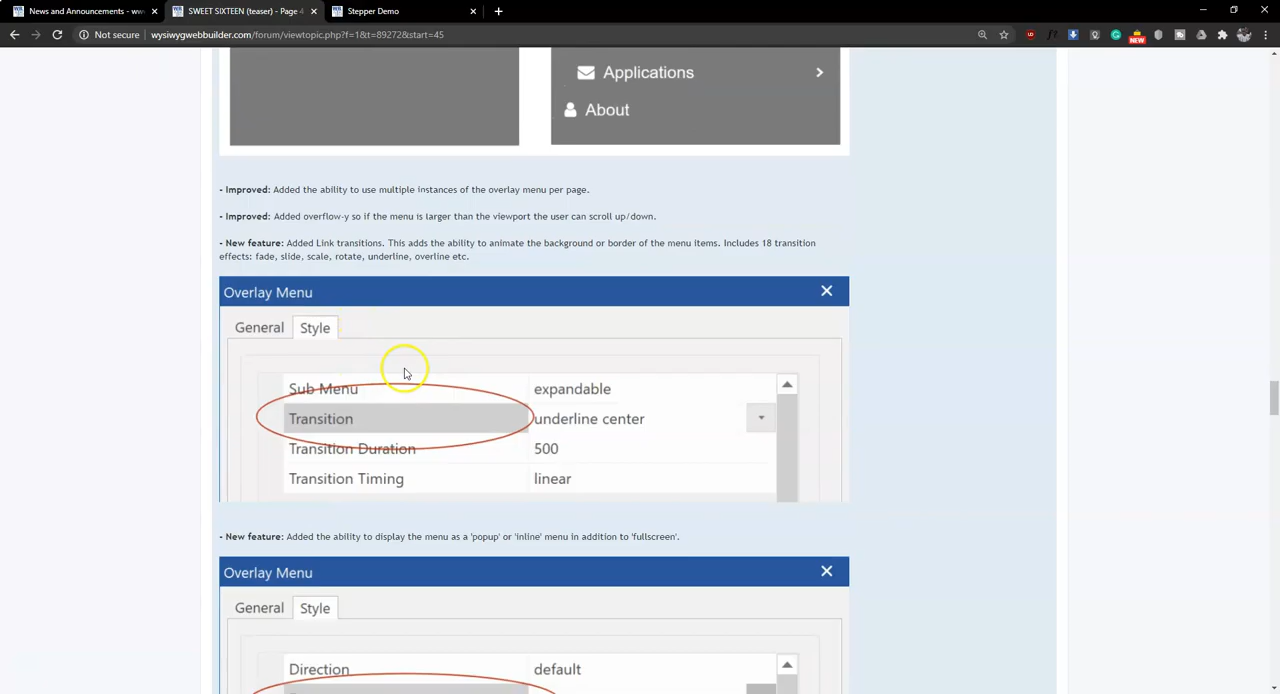 News and Announcements - ww
SWEET SIXTEEN (teaser) - Page 4
Stepper Demo
Not secure
wysiwygwebbuilder.com/forum/viewtopic.php?f=1&t=89272&start=45
NEW
Applications
About
- Improved: Added the ability to use multiple instances of the overlay menu per page.
- Improved: Added overflow-y so if the menu is larger than the viewport the user can scroll up/down.
- New feature: Added Link transitions. This adds the ability to animate the background or border of the menu items. Includes 18 transition
effects: fade, slide, scale, rotate, underline, overline etc.
Overlay Menu
General Style
Sub Menu expandable
Transition underline center
Transition Duration 500
Transition Timing linear
- New feature: Added the ability to display the menu as a 'popup' or 'inline' menu in addition to 'fullscreen'.
Overlay Menu
General Style
Direction default